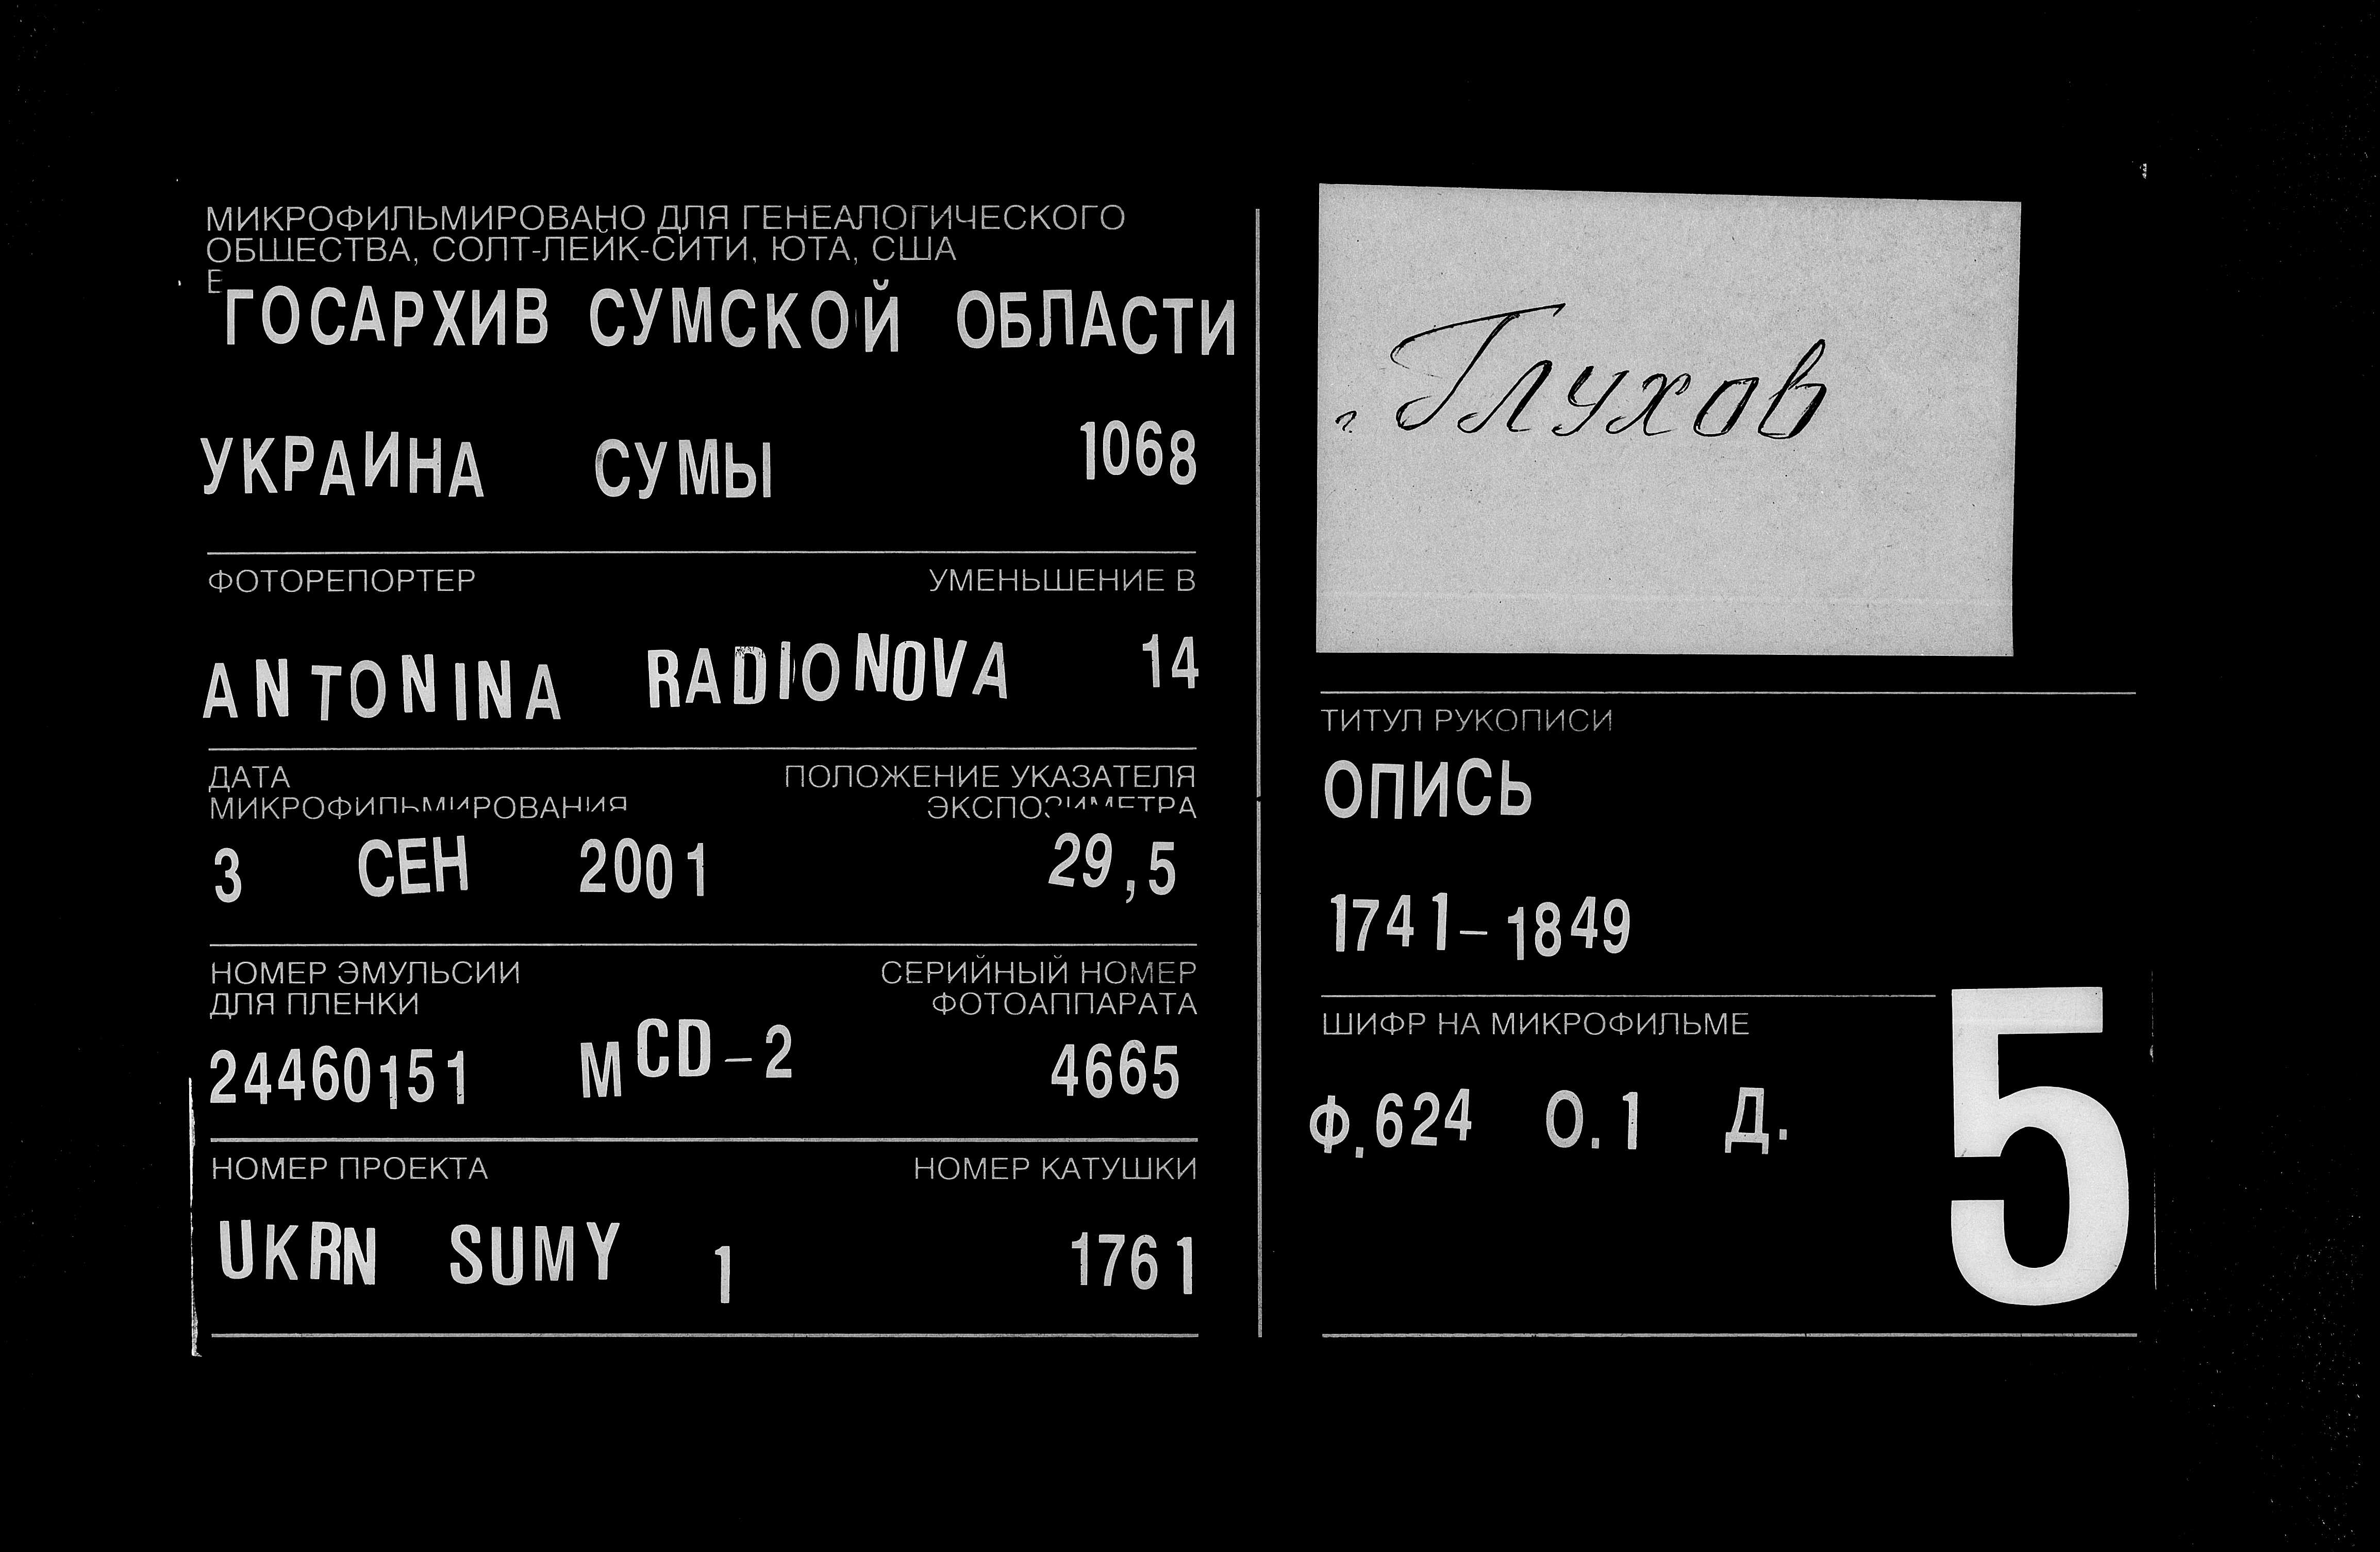 МИКРОФИЛЬМИРОВАНО ДЛЯ ГЕНЕАЛОГИЧЕСКОГО
ОБЩЕСТВА, СОЛТ-ЛЕЙК-СИТИ, ЮТА, США
Е
ГОСАРХИВ СУМСКОЙ ОБЛАСТИ
УКРАИНА СУМЫ 1068
ФОТОРЕПОРТЕР УМЕНЬШЕНИЕ В
ANTONINA RADIONOVA 14
ДАТА ПОЛОЖЕНИЕ УКАЗАТЕЛЯ
МИКРОФИЛЬМИРОВАНИЯ ЭКСПОЗИМЕТРА
3 СЕН 2001 29,5
НОМЕР ЭМУЛЬСИИ СЕРИЙНЫЙ НОМЕР
ДЛЯ ПЛЕНКИ ФОТОАППАРАТА
24460151 MCD-2 4665
НОМЕР ПРОЕКТА НОМЕР КАТУШКИ
UKRN SUMY 1 1761
г. Глухов
ТИТУЛ РУКОПИСИ
ОПИСЬ
1741-1849
ШИФР НА МИКРОФИЛЬМЕ
Ф.624 О.1 Д. 5